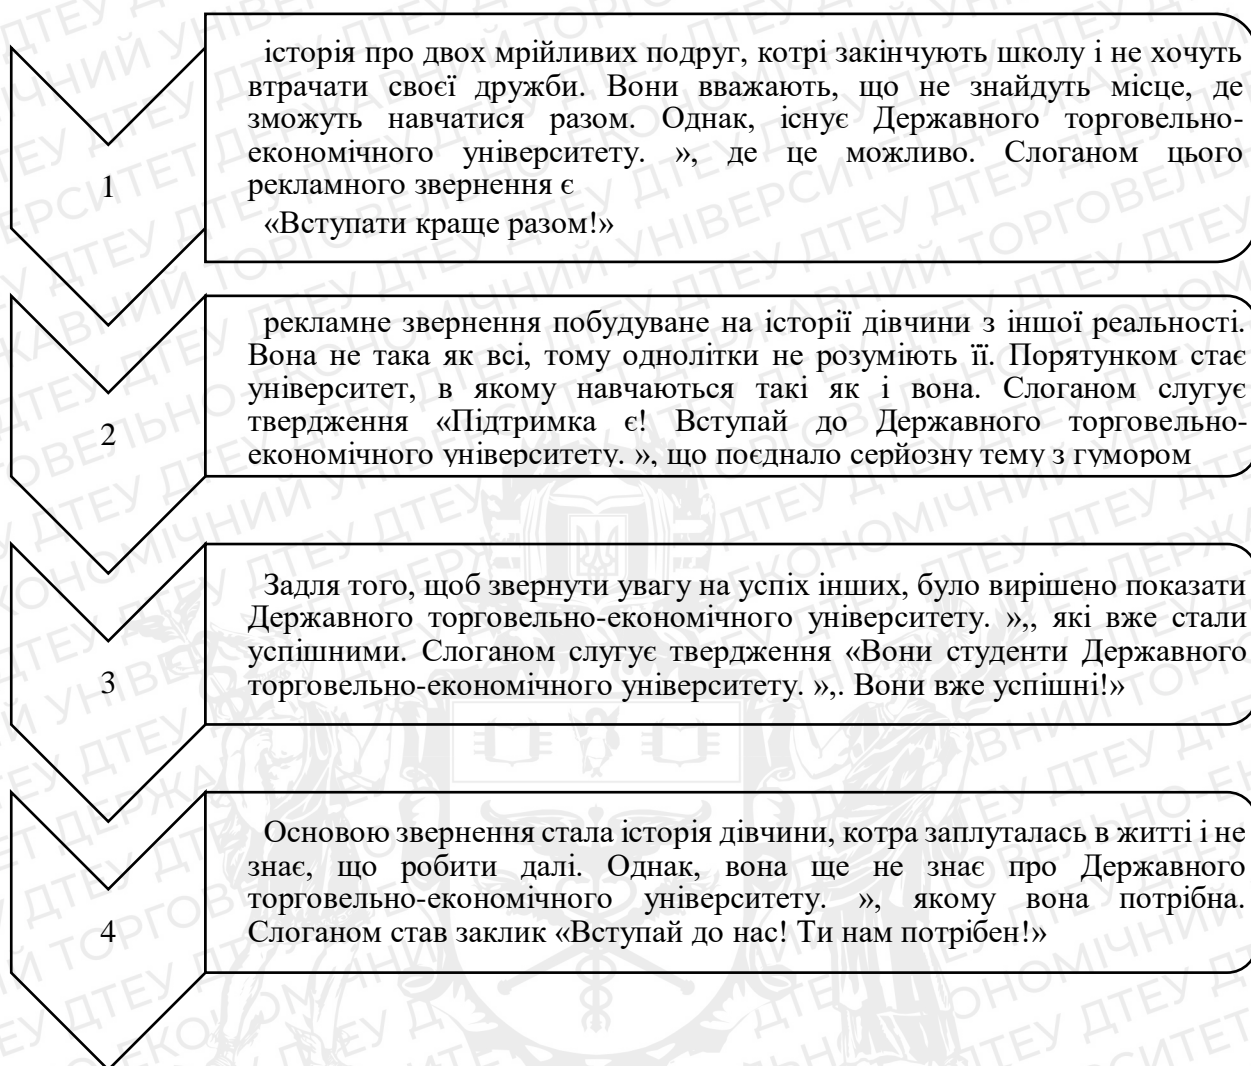 1
історія про двох мрійливих подруг, котрі закінчують школу і не хочуть
втрачати своєї дружби. Вони вважають, що не знайдуть місце, де
зможуть навчатися разом. Однак, існує Державного торговельно-
економічного університету. », де це можливо. Слоганом цього
рекламного звернення є
«Вступати краще разом!»
2
рекламне звернення побудуване на історії дівчини з іншої реальності.
Вона не така як всі, тому однолітки не розуміють її. Порятунком стає
університет, в якому навчаються такі як і вона. Слоганом слугує
твердження «Підтримка є! Вступай до Державного торговельно-
економічного університету. », що поєднало серйозну тему з гумором
3
Задля того, щоб звернути увагу на успіх інших, було вирішено показати
Державного торговельно-економічного університету. »,, які вже стали
успішними. Слоганом слугує твердження «Вони студенти Державного
торговельно-економічного університету. »,. Вони вже успішні!»
4
Основою звернення стала історія дівчини, котра заплуталась в житті і не
знає, що робити далі. Однак, вона ще не знає про Державного
торговельно-економічного університету. », якому вона потрібна.
Слоганом став заклик «Вступай до нас! Ти нам потрібен!»